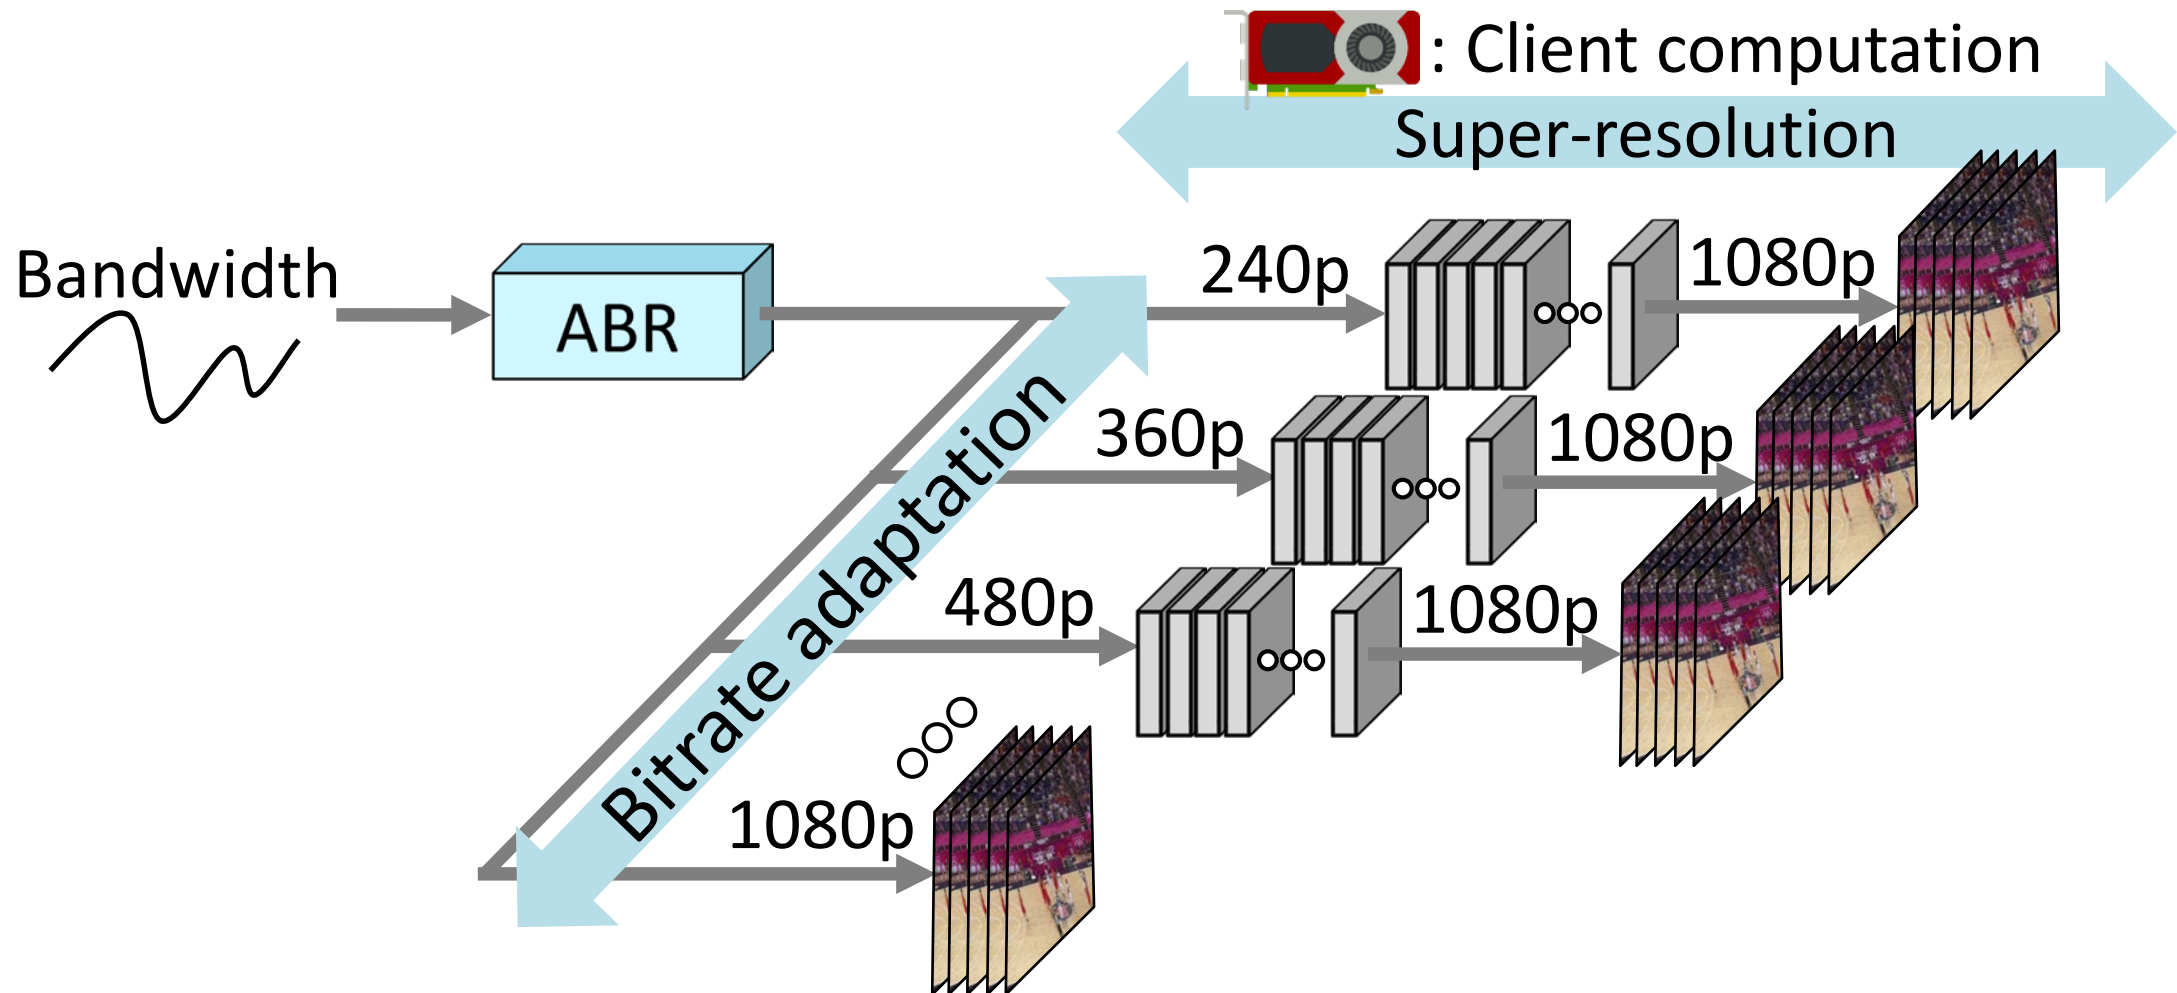 : Client computation
Super-resolution
Bandwidth
ABR
240p
1080p
360p
1080p
480p
1080p
Bitrate adaptation
1080p